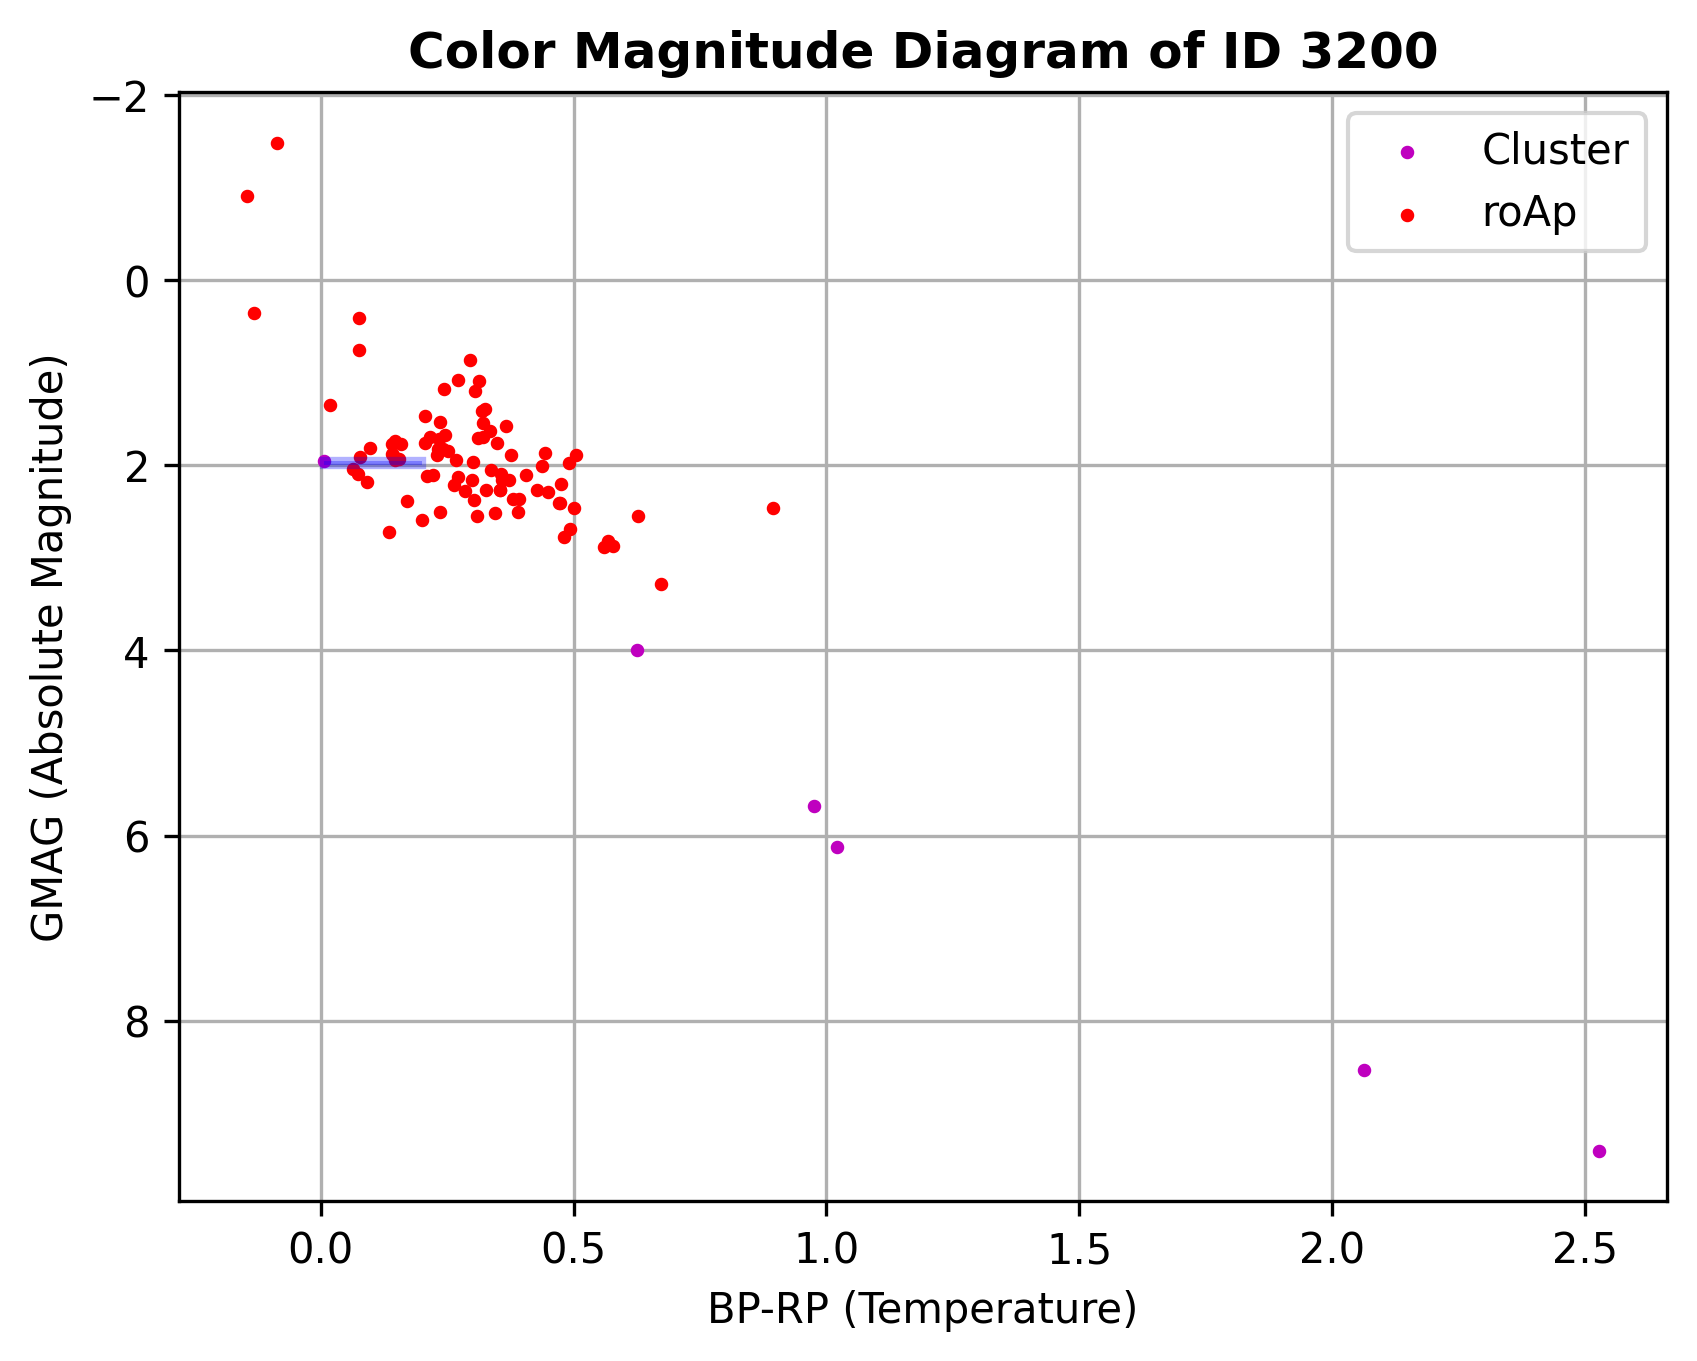 Color Magnitude Diagram of ID 3200
Cluster
roAp
GMAG (Absolute Magnitude)
−2
0
2
4
6
8
0.0 0.5 1.0 1.5 2.0 2.5
BP-RP (Temperature)